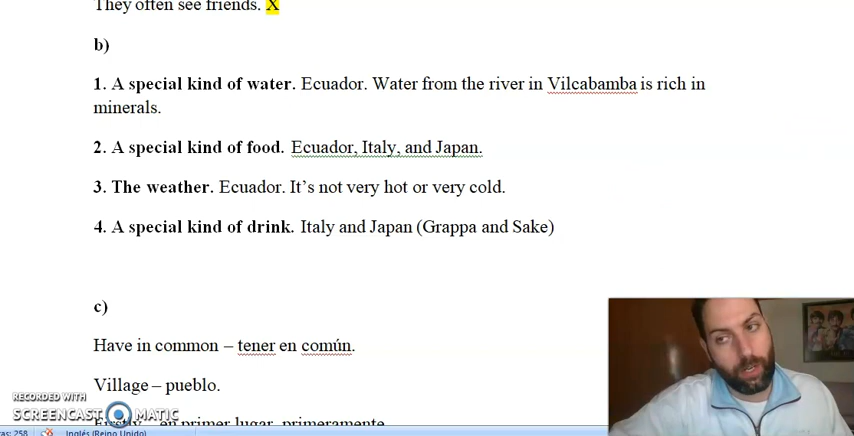 They often see friends. X
b)
1. A special kind of water. Ecuador. Water from the river in Vilcabamba is rich in
minerals.
2. A special kind of food. Ecuador, Italy, and Japan.
3. The weather. Ecuador. It's not very hot or very cold.
4. A special kind of drink. Italy and Japan (Grappa and Sake)
c)
Have in common – tener en común.
Village – pueblo.
RECORDED WITH
SCREENCAST MATIC
en primer lugar, primeramente
as: 258 Inglés (Reino Unido)